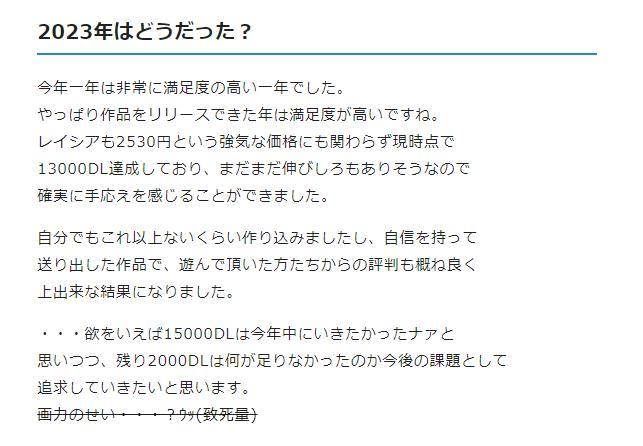 2023年はどうだった？
今年一年は非常に満足度の高い一年でした。
やっぱり作品をリリースできた年は満足度が高いですね。
レイシアも2530円という強気な価格にも関わらず現時点で
13000DL達成しており、まだまだ伸びしろもありそうなので
確実に手応えを感じることができました。
自分でもこれ以上ないくらい作り込みましたし、自信を持って
送り出した作品で、遊んで頂いた方たちからの評判も概ね良く
上出来な結果になりました。
・・・欲をいえば15000DLは今年中にいきたかったナァと
思いつつ、残り2000DLは何が足りなかったのか今後の課題として
追求していきたいと思います。
画力のせい・・・？ｳｯ(致死量)